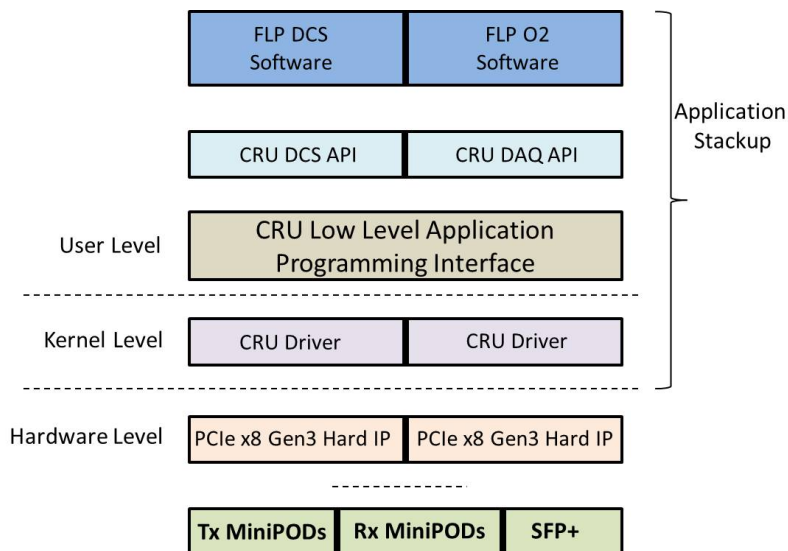 FLP DCS
Software
FLP O2
Software
Application
Stackup
CRU DCS API
CRU DAQ API
User Level
CRU Low Level Application
Programming Interface
Kernel Level
CRU Driver
CRU Driver
Hardware Level
PCIe x8 Gen3 Hard IP
PCIe x8 Gen3 Hard IP
Tx MiniPODs
Rx MiniPODs
SFP+